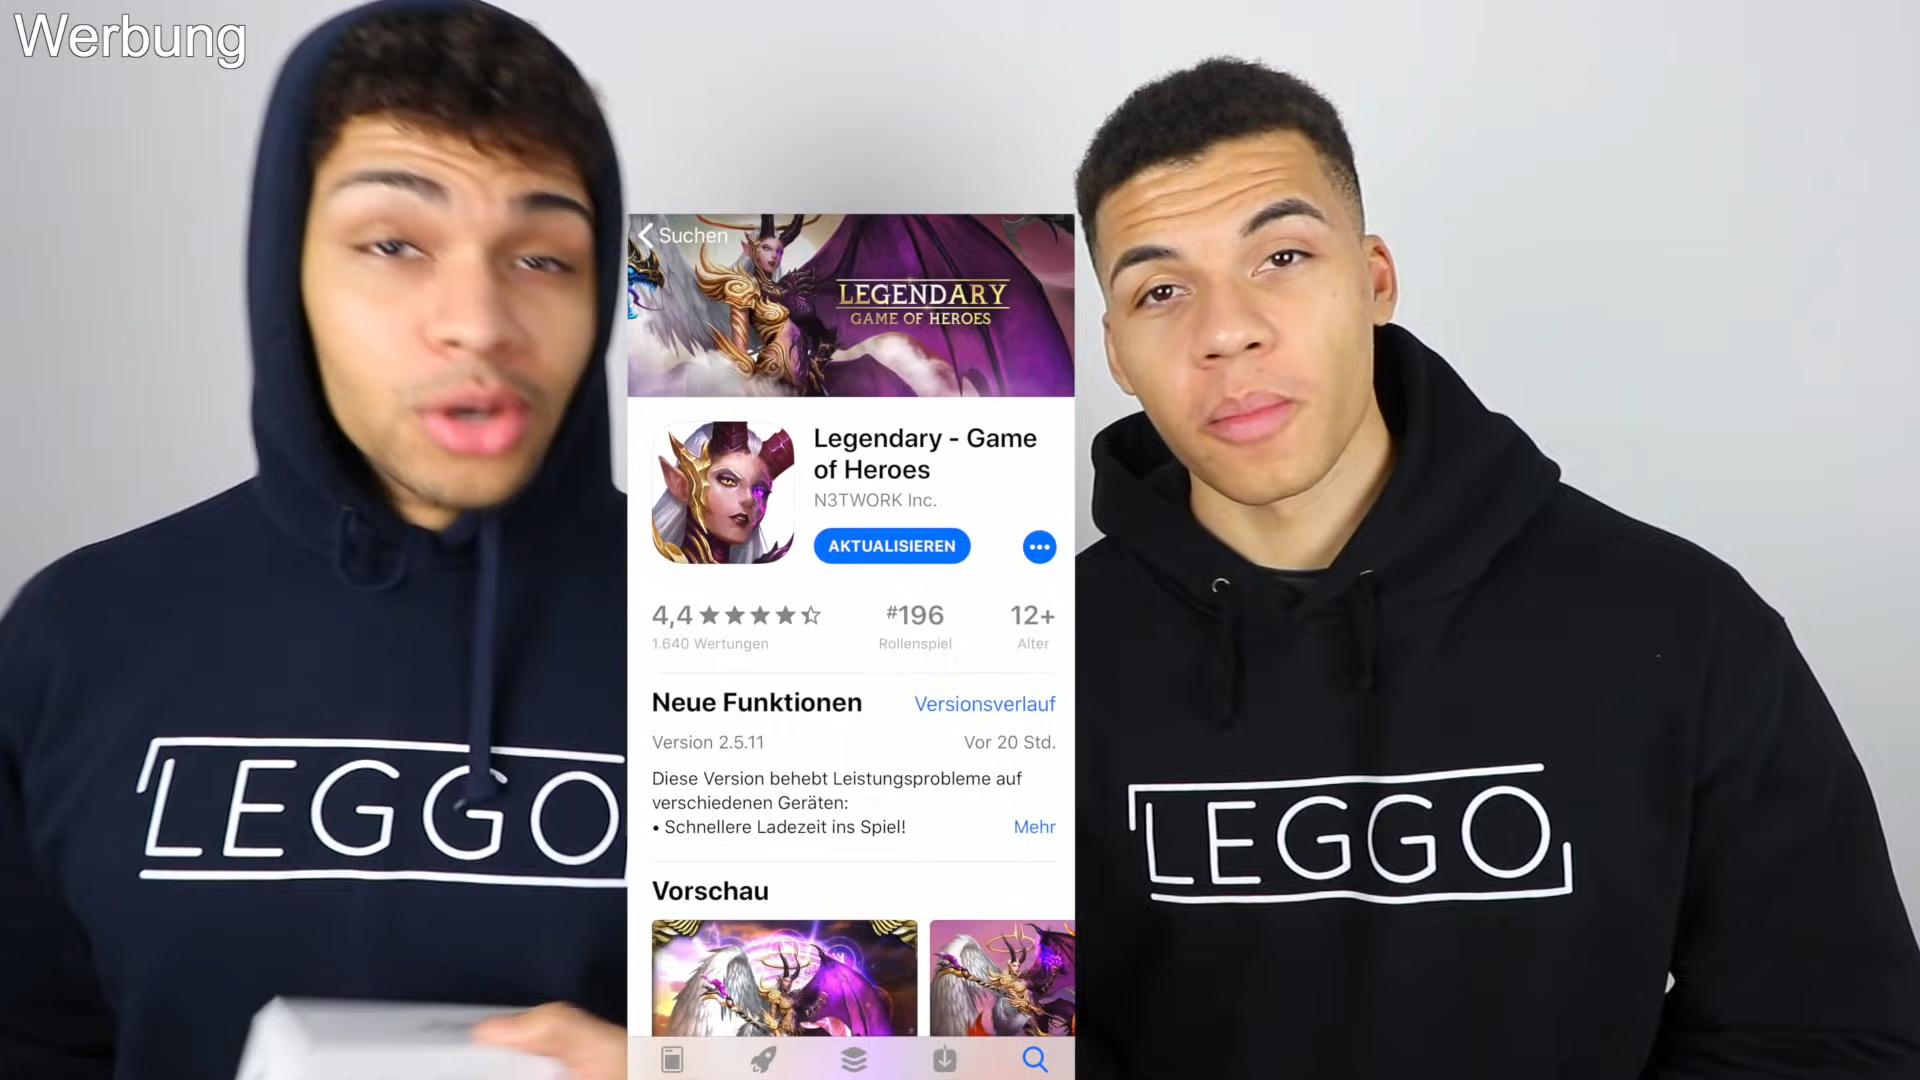 Werbung
Suchen
LEGENDARY
GAME OF HEROES
Legendary - Game
of Heroes
N3TWORK Inc.
AKTUALISIEREN
4,4
#196
12+
1.640 Wertungen
Rollenspiel
Alter
Neue Funktionen
Versionsverlauf
Version 2.5.11
Vor 20 Std.
Diese Version behebt Leistungsprobleme auf
verschiedenen Geräten:
• Schnellere Ladezeit ins Spiel!
Mehr
Vorschau
LEGGO
LEGGO